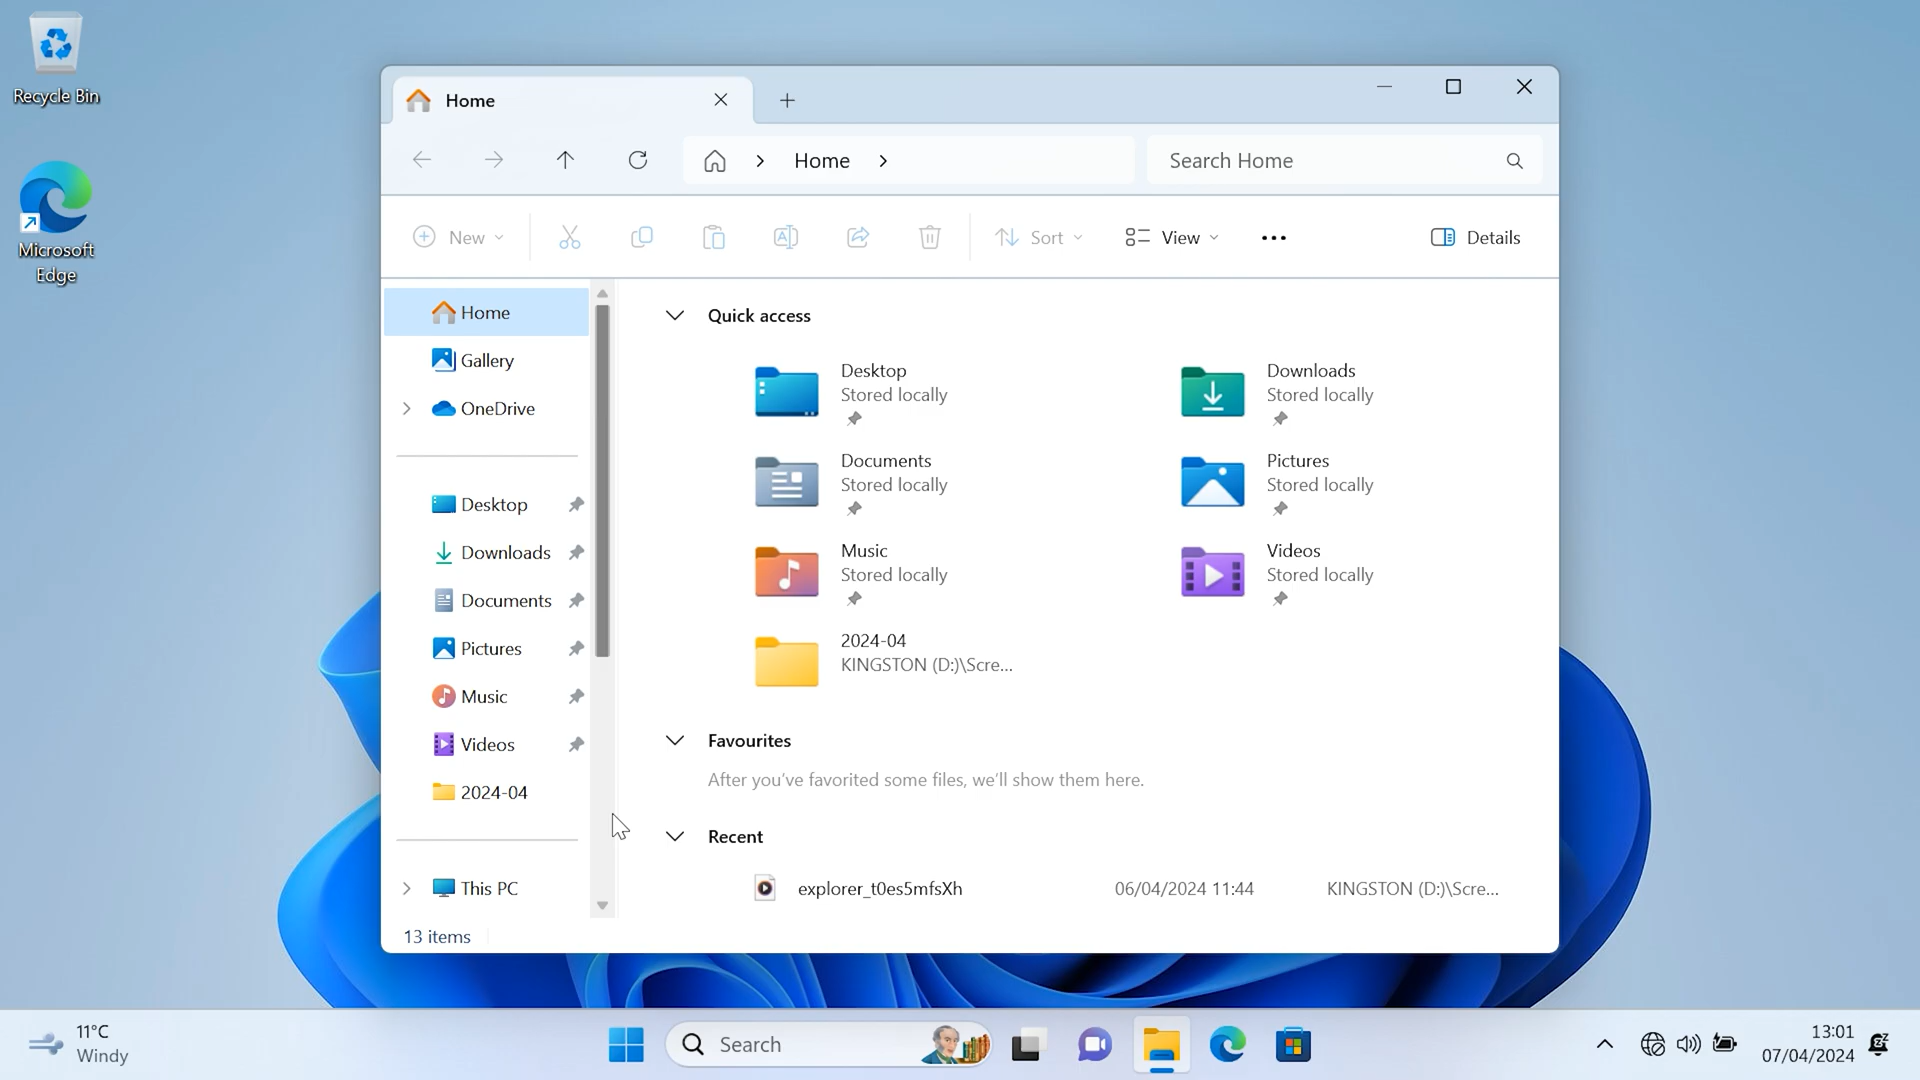 Recycle Bin
Microsoft
Edge
Home
Home
Search Home
New
Sort
View
Details
Home
Gallery
OneDrive
Desktop
Downloads
Documents
Pictures
Music
Videos
2024-04
This PC
Quick access
Desktop
Stored locally
Downloads
Stored locally
Documents
Stored locally
Pictures
Stored locally
Music
Stored locally
Videos
Stored locally
2024-04
KINGSTON (D:)\Scre...
Favourites
After you've favorited some files, we'll show them here.
Recent
explorer_t0es5mfsXh 06/04/2024 11:44 KINGSTON (D:)\Scre...
13 items
11°C
Windy
Search
13:01
07/04/2024